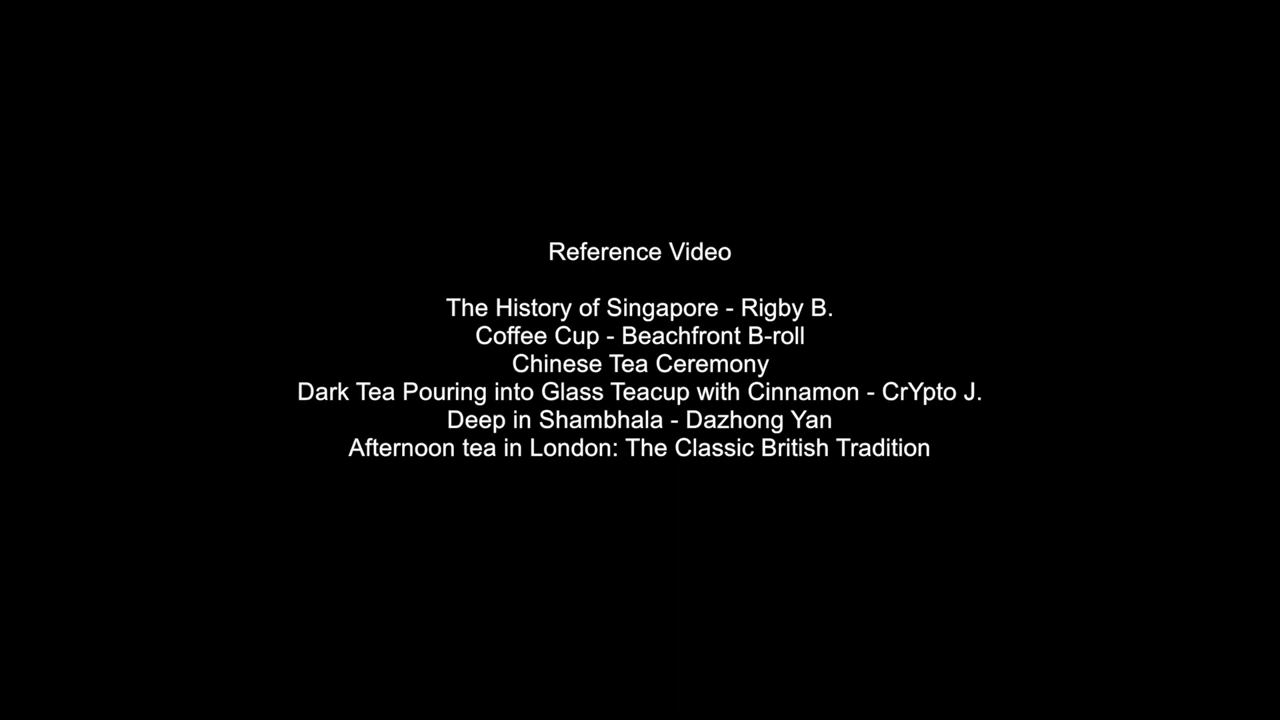 Reference Video
The History of Singapore - Rigby B.
Coffee Cup - Beachfront B-roll
Chinese Tea Ceremony
Dark Tea Pouring into Glass Teacup with Cinnamon - CrYpto J.
Deep in Shambhala - Dazhong Yan
Afternoon tea in London: The Classic British Tradition